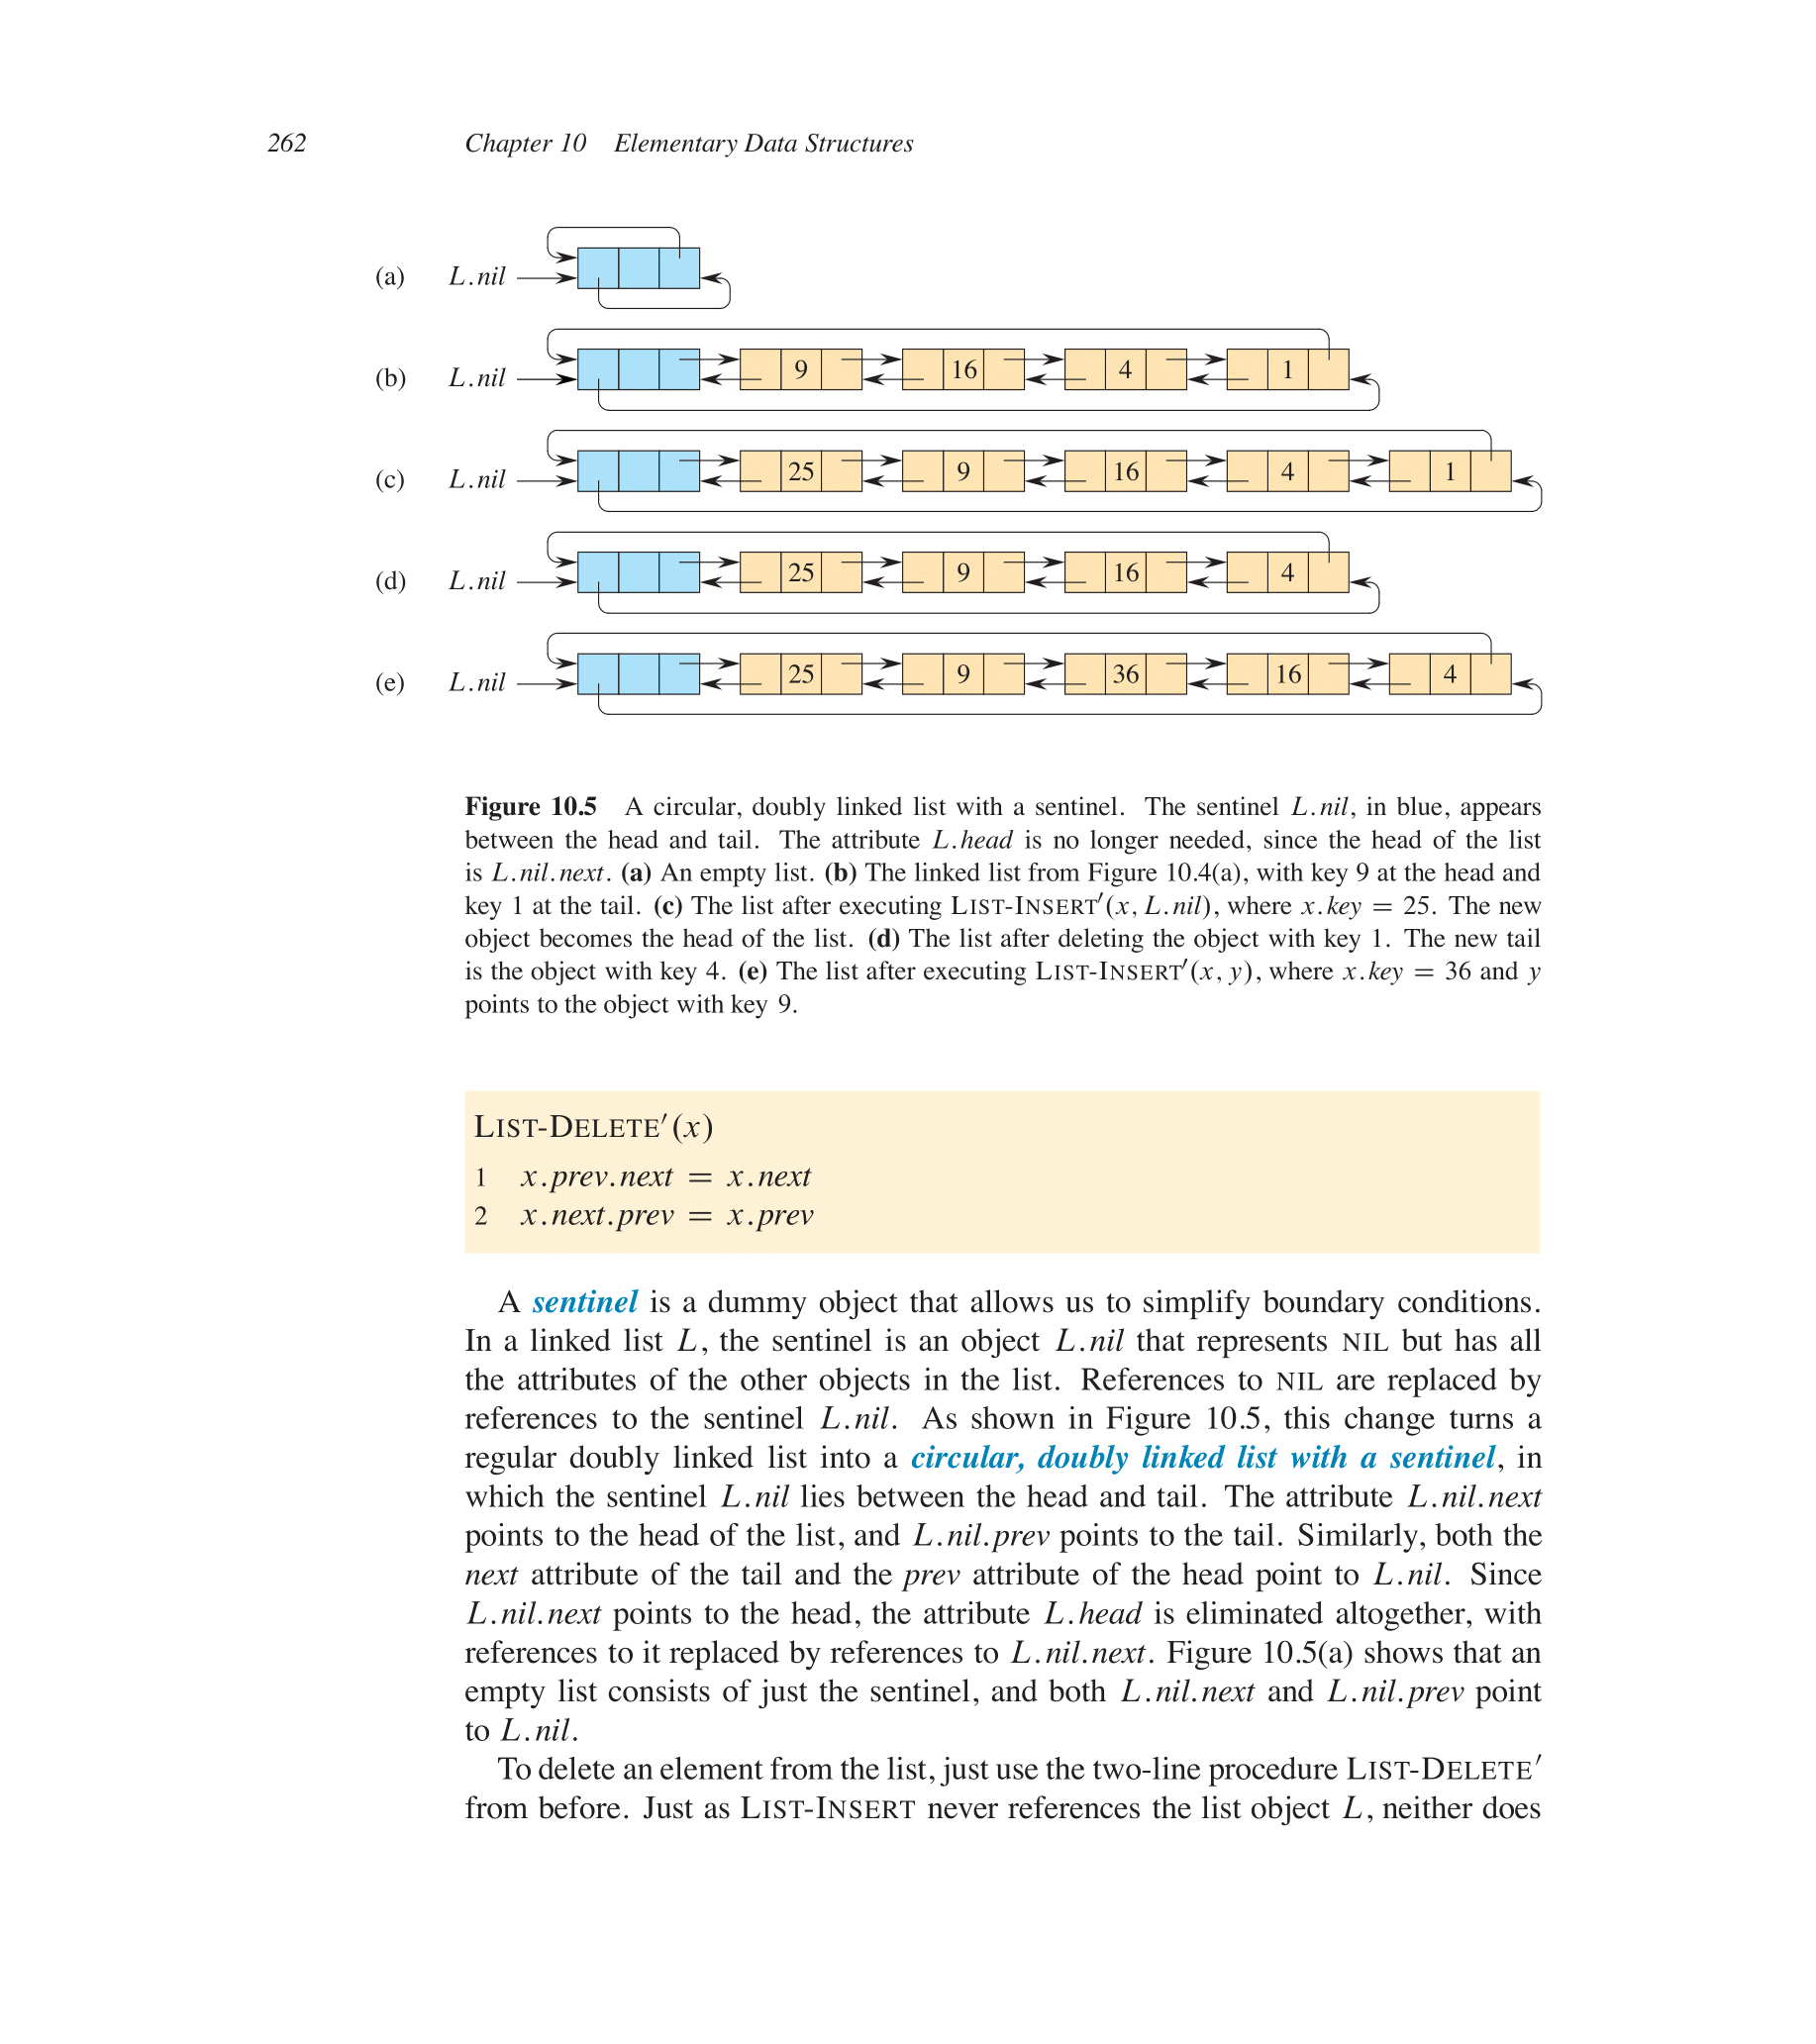 262 Chapter 10 Elementary Data Structures
(a) L.nil
(b) L.nil 9 16 4 1
(c) L.nil 25 9 16 4 1
(d) L.nil 25 9 16 4
(e) L.nil 25 9 36 16 4
Figure 10.5 A circular, doubly linked list with a sentinel. The sentinel L.nil, in blue, appears
between the head and tail. The attribute L.head is no longer needed, since the head of the list
is L.nil.next. (a) An empty list. (b) The linked list from Figure 10.4(a), with key 9 at the head and
key 1 at the tail. (c) The list after executing LIST-INSERT′(x, L.nil), where x.key = 25. The new
object becomes the head of the list. (d) The list after deleting the object with key 1. The new tail
is the object with key 4. (e) The list after executing LIST-INSERT′(x, y), where x.key = 36 and y
points to the object with key 9.
LIST-DELETE′(x)
1 x.prev.next = x.next
2 x.next.prev = x.prev
A sentinel is a dummy object that allows us to simplify boundary conditions.
In a linked list L, the sentinel is an object L.nil that represents NIL but has all
the attributes of the other objects in the list. References to NIL are replaced by
references to the sentinel L.nil. As shown in Figure 10.5, this change turns a
regular doubly linked list into a circular, doubly linked list with a sentinel, in
which the sentinel L.nil lies between the head and tail. The attribute L.nil.next
points to the head of the list, and L.nil.prev points to the tail. Similarly, both the
next attribute of the tail and the prev attribute of the head point to L.nil. Since
L.nil.next points to the head, the attribute L.head is eliminated altogether, with
references to it replaced by references to L.nil.next. Figure 10.5(a) shows that an
empty list consists of just the sentinel, and both L.nil.next and L.nil.prev point
to L.nil.
To delete an element from the list, just use the two-line procedure LIST-DELETE′
from before. Just as LIST-INSERT never references the list object L, neither does